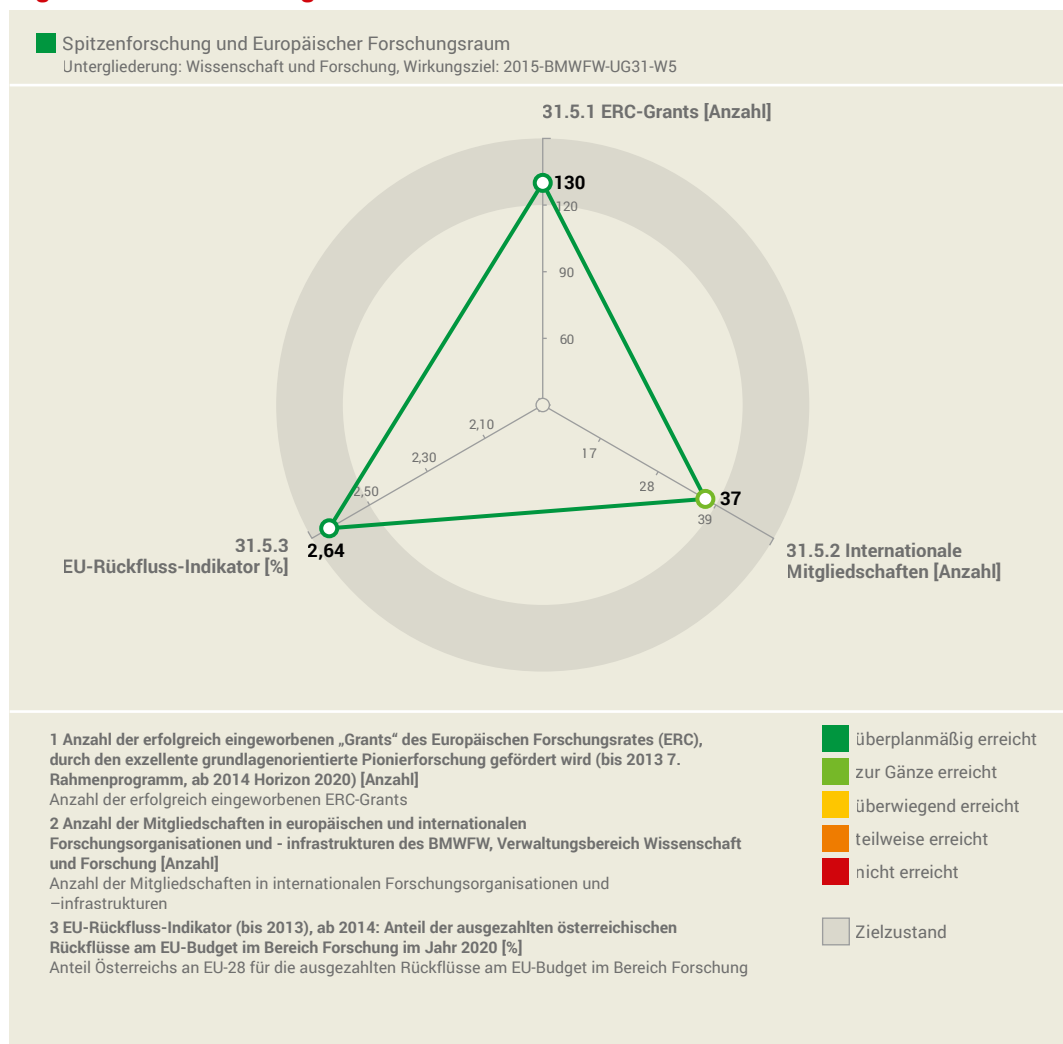 Spitzenforschung und Europäischer Forschungsraum
Untergliederung: Wissenschaft und Forschung, Wirkungsziel: 2015-BMWFW-UG31-W5
31.5.1 ERC-Grants [Anzahl]
130
120
90
60
2,10
2,30
2,50
17
28
39
37
31.5.3
EU-Rückfluss-Indikator [%]
2,64
31.5.2 Internationale
Mitgliedschaften [Anzahl]
1 Anzahl der erfolgreich eingeworbenen „Grants“ des Europäischen Forschungsrates (ERC),
durch den exzellente grundlagenorientierte Pionierforschung gefördert wird (bis 2013 7.
Rahmenprogramm, ab 2014 Horizon 2020) [Anzahl]
Anzahl der erfolgreich eingeworbenen ERC-Grants
2 Anzahl der Mitgliedschaften in europäischen und internationalen
Forschungsorganisationen und - infrastrukturen des BMWFW, Verwaltungsbereich Wissenschaft
und Forschung [Anzahl]
Anzahl der Mitgliedschaften in internationalen Forschungsorganisationen und
–infrastrukturen
3 EU-Rückfluss-Indikator (bis 2013), ab 2014: Anteil der ausgezahlten österreichischen
Rückflüsse am EU-Budget im Bereich Forschung im Jahr 2020 [%]
Anteil Österreichs an EU-28 für die ausgezahlten Rückflüsse am EU-Budget im Bereich Forschung
überplanmäßig erreicht
zur Gänze erreicht
überwiegend erreicht
teilweise erreicht
nicht erreicht
Zielzustand